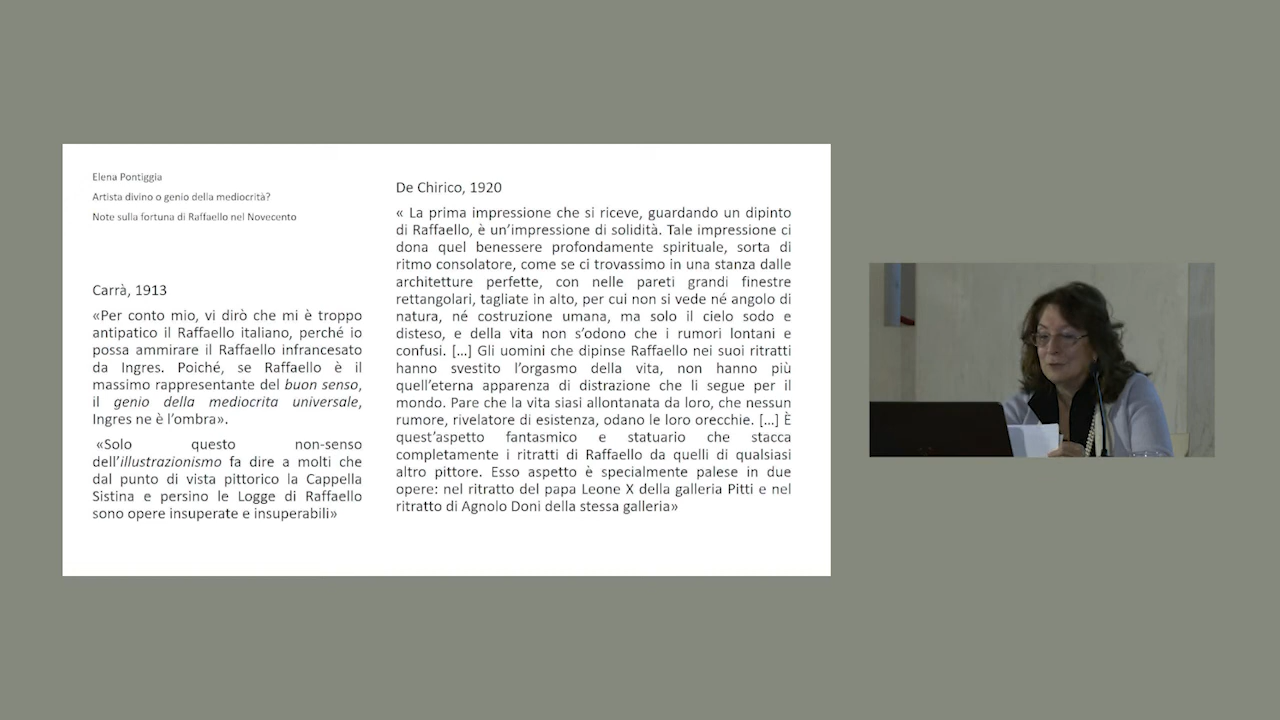 Elena Pontiggia
Artista divino o genio della mediocrità?
Note sulla fortuna di Raffaello nel Novecento
Carrà, 1913
«Per conto mio, vi dirò che mi è troppo
antipatico il Raffaello italiano, perché io
possa ammirare il Raffaello infrancesato
da Ingres. Poiché, se Raffaello è il
massimo rappresentante del buon senso,
il genio della mediocrita universale,
Ingres ne è l’ombra».
«Solo questo non-senso
dell’illustrazionismo fa dire a molti che
dal punto di vista pittorico la Cappella
Sistina e persino le Logge di Raffaello
sono opere insuperate e insuperabili»
De Chirico, 1920
« La prima impressione che si riceve, guardando un dipinto
di Raffaello, è un’impressione di solidità. Tale impressione ci
dona quel benessere profondamente spirituale, sorta di
ritmo consolatore, come se ci trovassimo in una stanza dalle
architetture perfette, con nelle pareti grandi finestre
rettangolari, tagliate in alto, per cui non si vede né angolo di
natura, né costruzione umana, ma solo il cielo sodo e
disteso, e della vita non s’odono che i rumori lontani e
confusi. […] Gli uomini che dipinse Raffaello nei suoi ritratti
hanno svestito l’orgasmo della vita, non hanno più
quell’eterna apparenza di distrazione che li segue per il
mondo. Pare che la vita siasi allontanata da loro, che nessun
rumore, rivelatore di esistenza, odano le loro orecchie. […] È
quest’aspetto fantasmico e statuario che stacca
completamente i ritratti di Raffaello da quelli di qualsiasi
altro pittore. Esso aspetto è specialmente palese in due
opere: nel ritratto del papa Leone X della galleria Pitti e nel
ritratto di Agnolo Doni della stessa galleria»